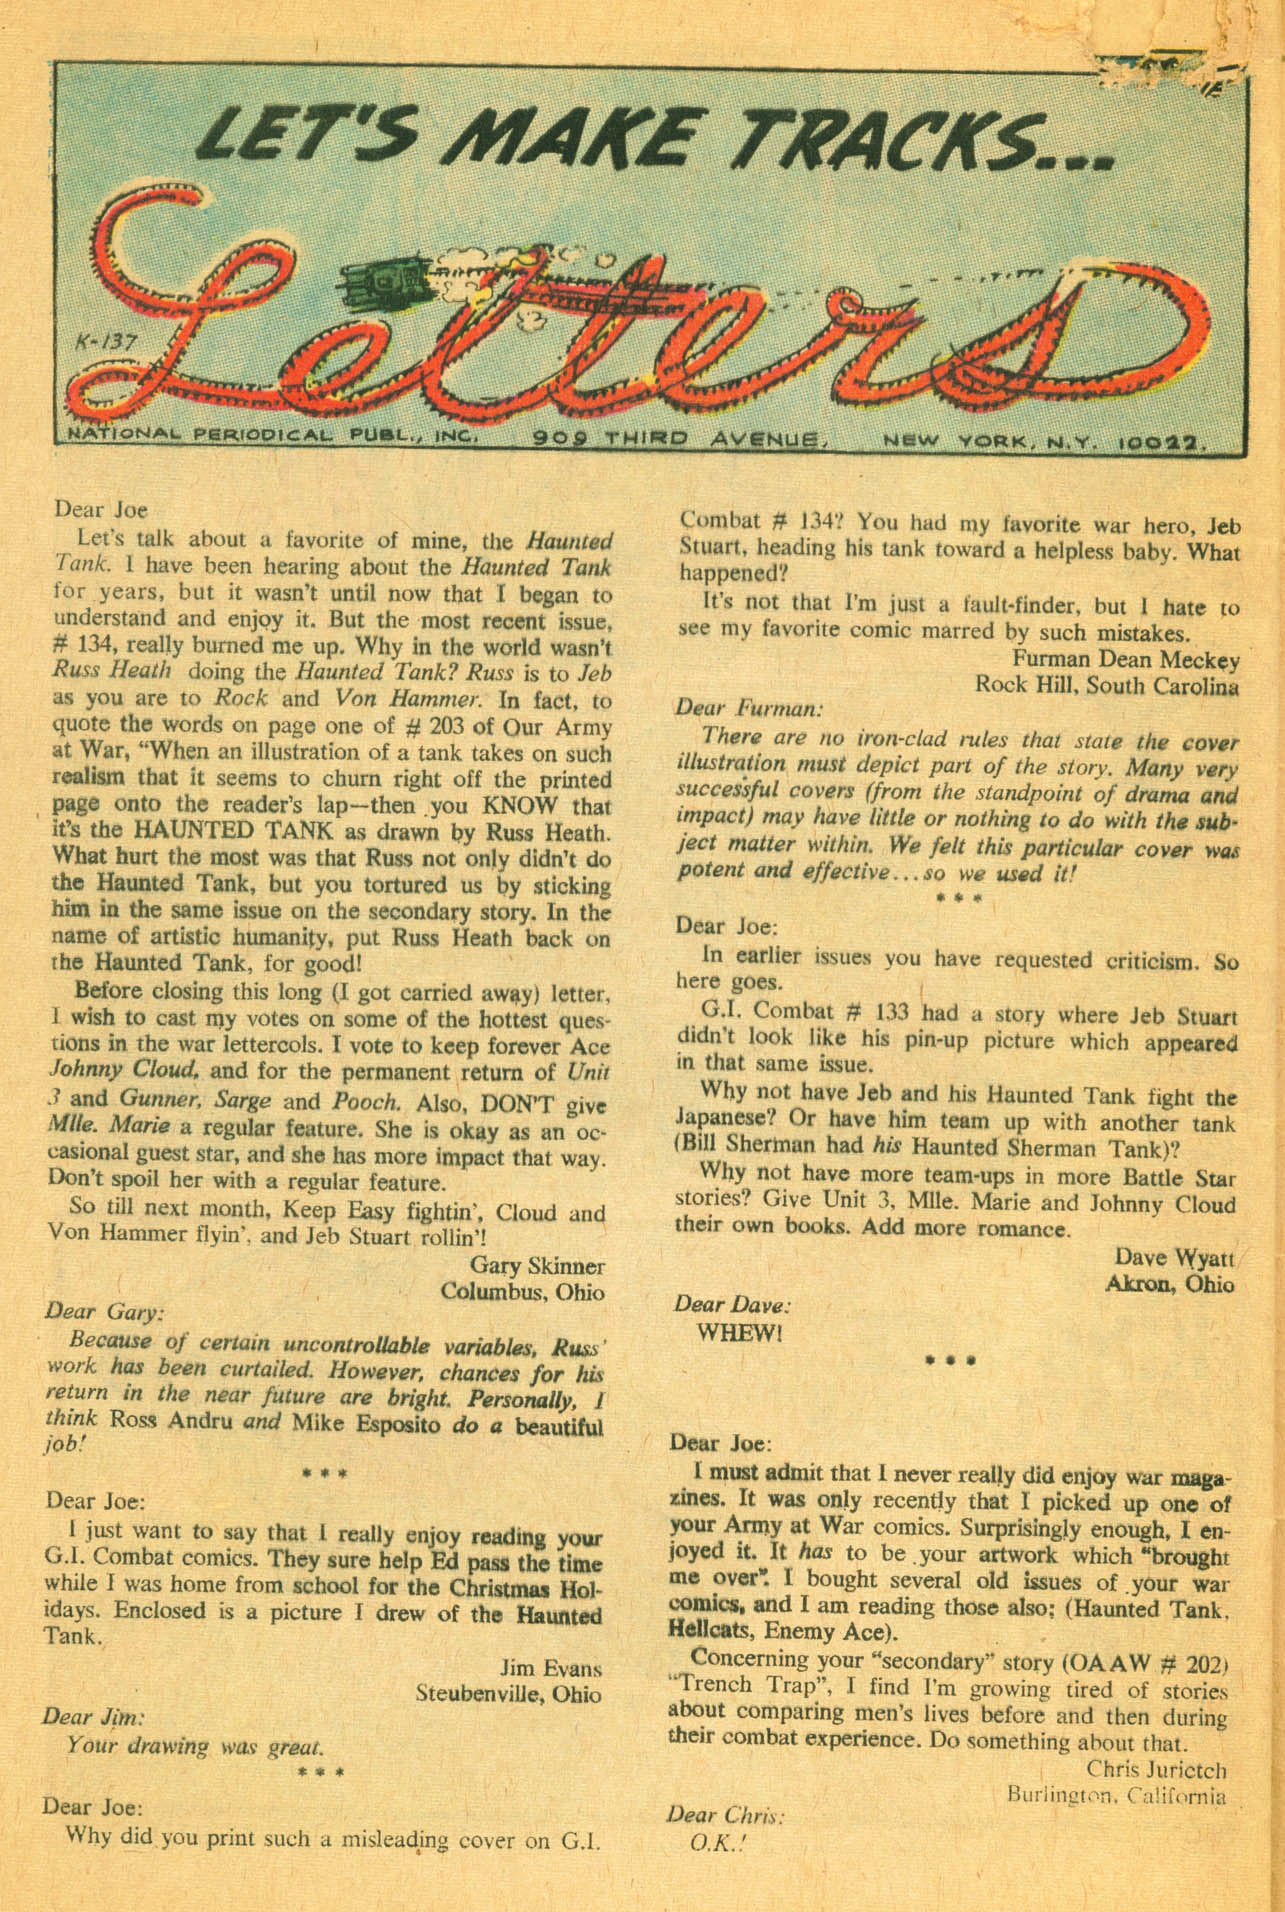 LET'S MAKE TRACKS...
Letters
K-137
NATIONAL PERIODICAL PUBL., INC. 909 THIRD AVENUE, NEW YORK, N.Y. 10022.
Dear Joe
Let's talk about a favorite of mine, the Haunted
Tank. I have been hearing about the Haunted Tank
for years, but it wasn't until now that I began to
understand and enjoy it. But the most recent issue,
# 134, really burned me up. Why in the world wasn't
Russ Heath doing the Haunted Tank? Russ is to Jeb
as you are to Rock and Von Hammer. In fact, to
quote the words on page one of # 203 of Our Army
at War, “When an illustration of a tank takes on such
realism that it seems to churn right off the printed
page onto the reader's lap—then you KNOW that
it's the HAUNTED TANK as drawn by Russ Heath.
What hurt the most was that Russ not only didn't do
the Haunted Tank, but you tortured us by sticking
him in the same issue on the secondary story. In the
name of artistic humanity, put Russ Heath back on
the Haunted Tank, for good!
Before closing this long (I got carried away) letter,
I wish to cast my votes on some of the hottest ques-
tions in the war lettercols. I vote to keep forever Ace
Johnny Cloud, and for the permanent return of Unit
3 and Gunner, Sarge and Pooch. Also, DON'T give
Mlle. Marie a regular feature. She is okay as an oc-
casional guest star, and she has more impact that way.
Don't spoil her with a regular feature.
So till next month, Keep Easy fightin', Cloud and
Von Hammer flyin', and Jeb Stuart rollin'!
Gary Skinner
Columbus, Ohio
Dear Gary:
Because of certain uncontrollable variables, Russ'
work has been curtailed. However, chances for his
return in the near future are bright. Personally, I
think Ross Andru and Mike Esposito do a beautiful
job!
* * *
Dear Joe:
I just want to say that I really enjoy reading your
G.I. Combat comics. They sure help Ed pass the time
while I was home from school for the Christmas Hol-
idays. Enclosed is a picture I drew of the Haunted
Tank.
Jim Evans
Steubenville, Ohio
Dear Jim:
Your drawing was great.
* * *
Dear Joe:
Why did you print such a misleading cover on G.I.
Combat # 134? You had my favorite war hero, Jeb
Stuart, heading his tank toward a helpless baby. What
happened?
It's not that I'm just a fault-finder, but I hate to
see my favorite comic marred by such mistakes.
Furman Dean Meckey
Rock Hill, South Carolina
Dear Furman:
There are no iron-clad rules that state the cover
illustration must depict part of the story. Many very
successful covers (from the standpoint of drama and
impact) may have little or nothing to do with the sub-
ject matter within. We felt this particular cover was
potent and effective...so we used it!
* * *
Dear Joe:
In earlier issues you have requested criticism. So
here goes.
G.I. Combat # 133 had a story where Jeb Stuart
didn't look like his pin-up picture which appeared
in that same issue.
Why not have Jeb and his Haunted Tank fight the
Japanese? Or have him team up with another tank
(Bill Sherman had his Haunted Sherman Tank)?
Why not have more team-ups in more Battle Star
stories? Give Unit 3, Mlle. Marie and Johnny Cloud
their own books. Add more romance.
Dave Wyatt
Akron, Ohio
Dear Dave:
WHEW!
* * *
Dear Joe:
I must admit that I never really did enjoy war maga-
zines. It was only recently that I picked up one of
your Army at War comics. Surprisingly enough, I en-
joyed it. It has to be your artwork which “brought
me over”. I bought several old issues of your war
comics, and I am reading those also; (Haunted Tank,
Hellcats, Enemy Ace).
Concerning your “secondary” story (OAAW # 202)
“Trench Trap”, I find I'm growing tired of stories
about comparing men's lives before and then during
their combat experience. Do something about that.
Chris Jurictch
Burlington, California
Dear Chris:
O.K.!